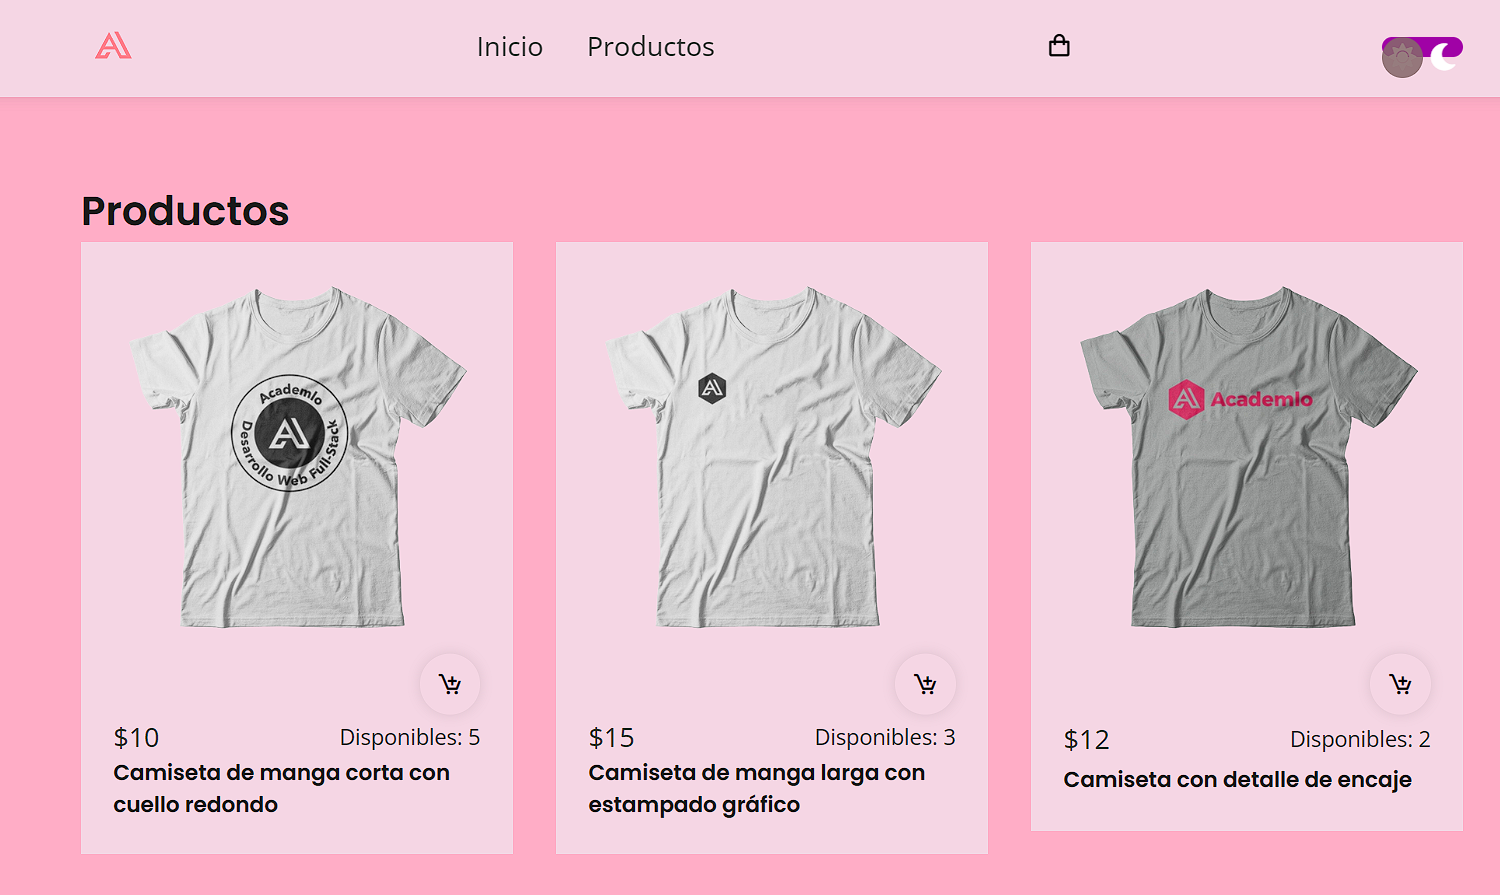 Inicio Productos
Productos
Academlo
Desarrollo Web Full-Stack
Academlo
$10 Disponibles: 5
Camiseta de manga corta con
cuello redondo
$15 Disponibles: 3
Camiseta de manga larga con
estampado gráfico
$12 Disponibles: 2
Camiseta con detalle de encaje